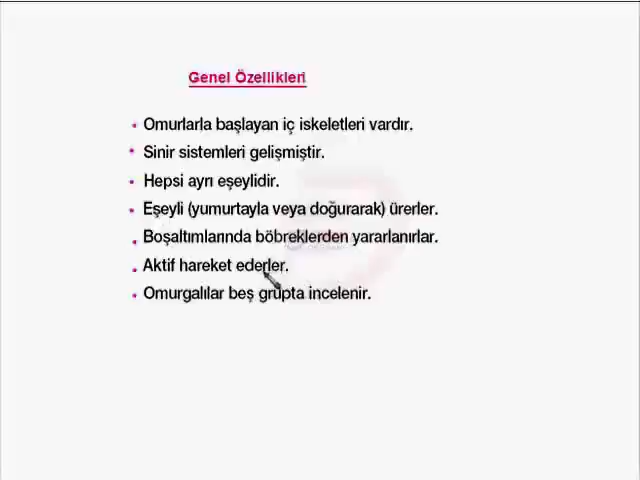 Genel Özellikleri
• Omurlarla başlayan iç iskeletleri vardır.
• Sinir sistemleri gelişmiştir.
• Hepsi ayrı eşeylidir.
• Eşeyli (yumurtayla veya doğurarak) ürerler.
• Boşaltımlarında böbreklerden yararlanırlar.
• Aktif hareket ederler.
• Omurgalılar beş grupta incelenir.